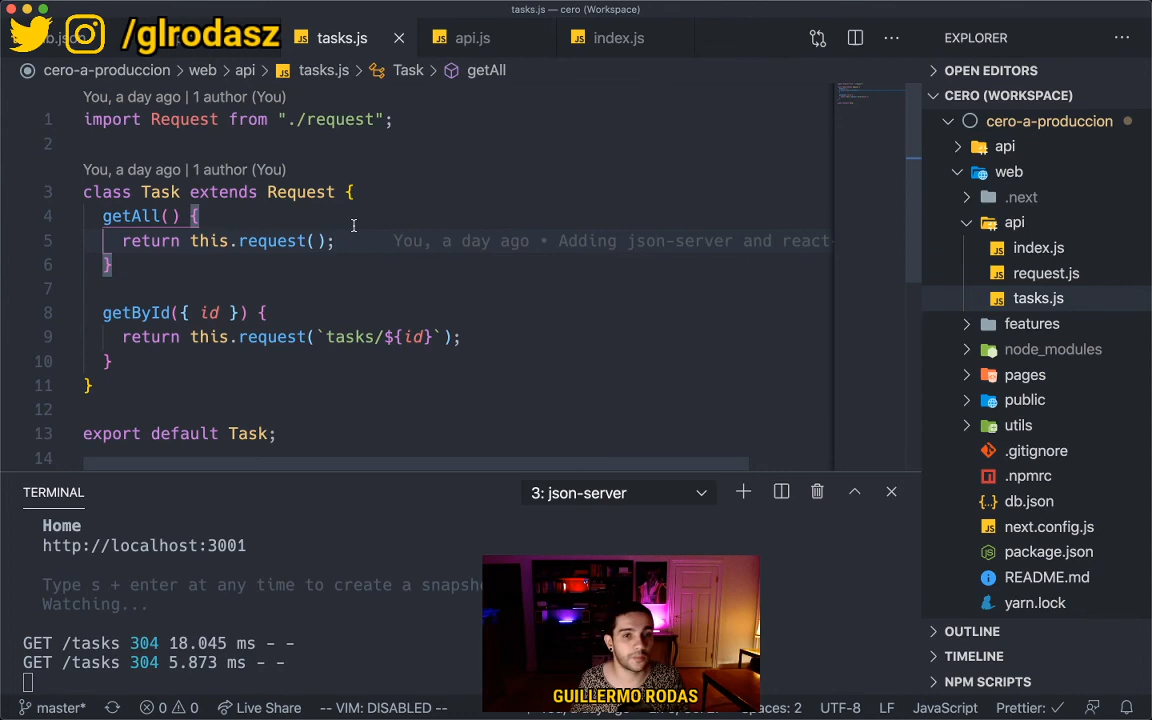 tasks.js — cero (Workspace)
/glrodasz
tasks.js
api.js
index.js
EXPLORER
cero-a-produccion web api tasks.js Task getAll
You, a day ago | 1 author (You)
1 import Request from "./request";
2
You, a day ago | 1 author (You)
3 class Task extends Request {
4 getAll() {
5 return this.request(); You, a day ago • Adding json-server and react-
6 }
7
8 getById({ id }) {
9 return this.request(`tasks/${id}`);
10 }
11 }
12
13 export default Task;
14
OPEN EDITORS
CERO (WORKSPACE)
cero-a-produccion
api
web
.next
api
index.js
request.js
tasks.js
features
node_modules
pages
public
utils
.gitignore
.npmrc
db.json
next.config.js
package.json
README.md
yarn.lock
OUTLINE
TIMELINE
NPM SCRIPTS
TERMINAL
3: json-server
Home
http://localhost:3001
Type s + enter at any time to create a snapsh
Watching...
GET /tasks 304 18.045 ms - -
GET /tasks 304 5.873 ms - -
GUILLERMO RODAS
master* 0 0 Live Share -- VIM: DISABLED -- Spaces: 2 UTF-8 LF JavaScript Prettier: ✓